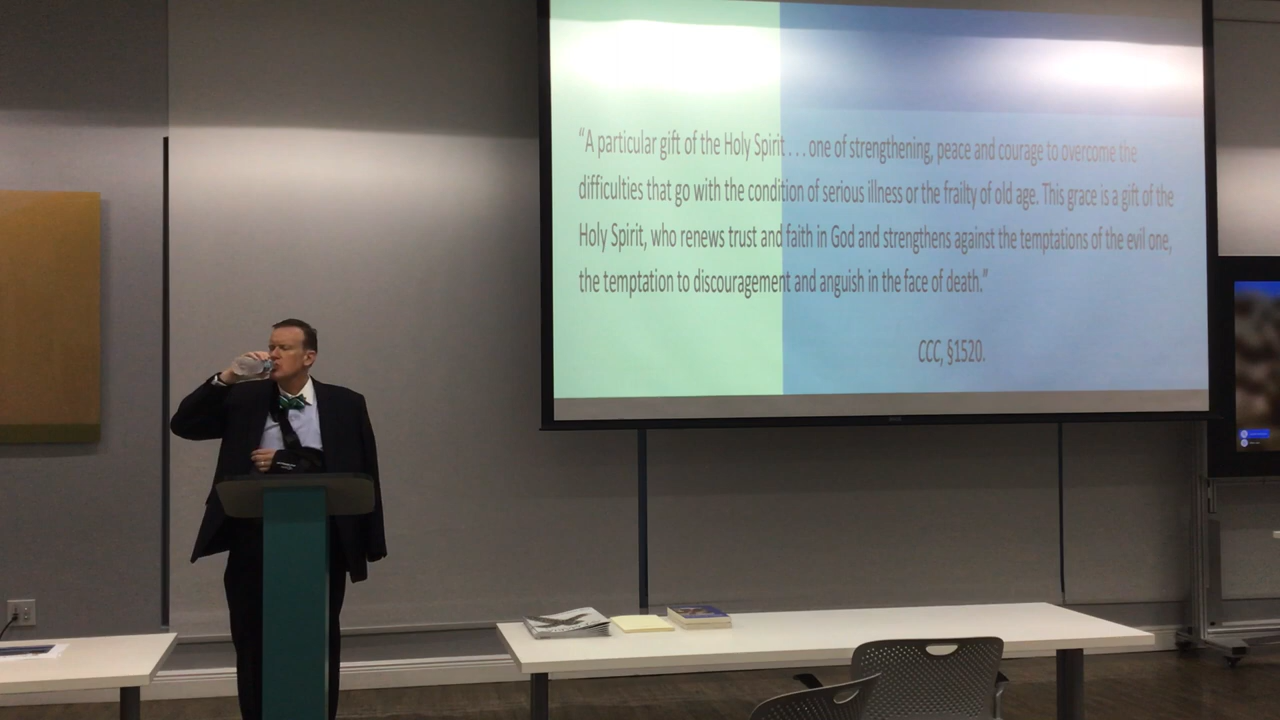 “A particular gift of the Holy Spirit . . . one of strengthening, peace and courage to overcome the
difficulties that go with the condition of serious illness or the frailty of old age. This grace is a gift of the
Holy Spirit, who renews trust and faith in God and strengthens against the temptations of the evil one,
the temptation to discouragement and anguish in the face of death.”
CCC, §1520.